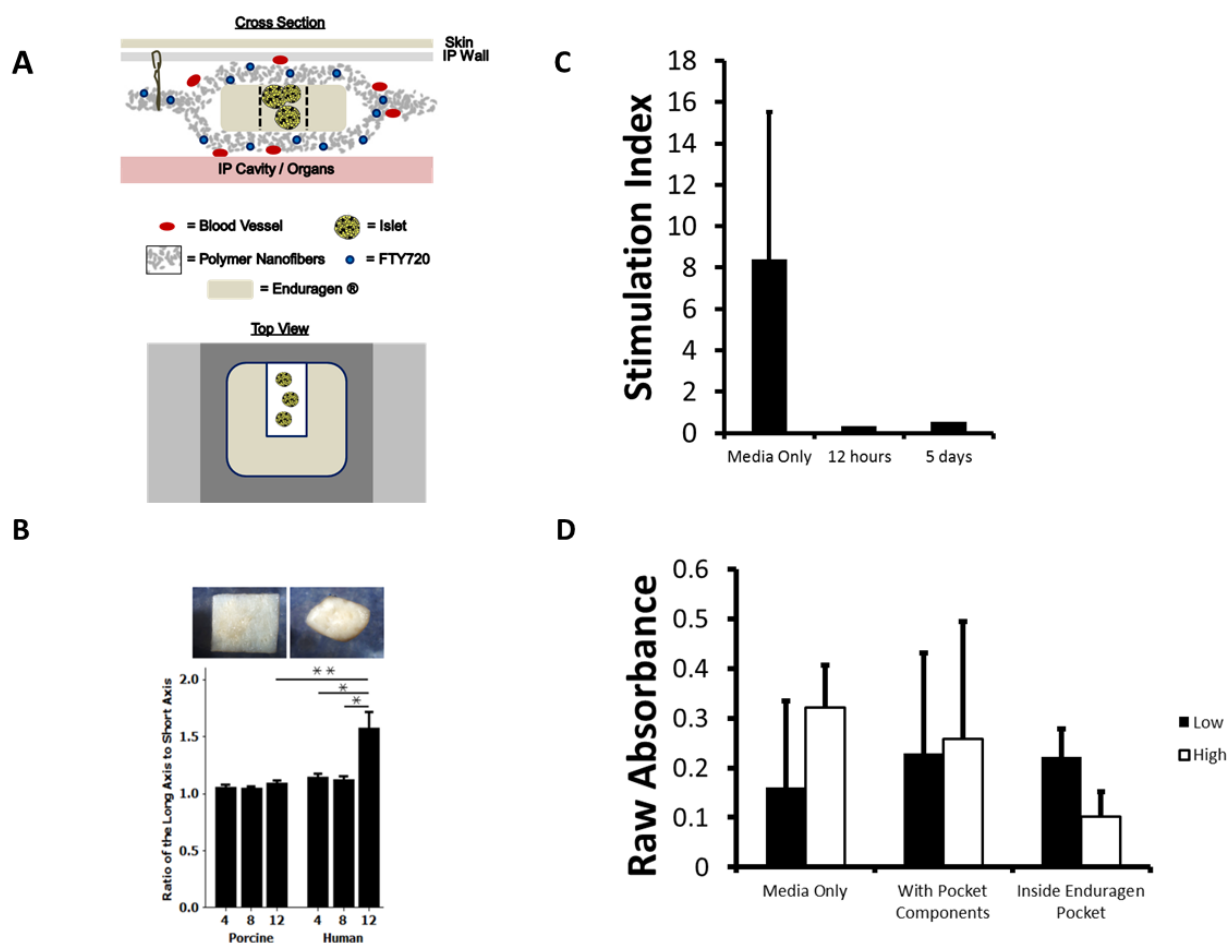 A
Cross Section
Skin
IP Wall
IP Cavity / Organs
= Blood Vessel
= Islet
= Polymer Nanofibers
= FTY720
= Enduragen ®
Top View
B
Ratio of the Long Axis to Short Axis
2.0
1.5
1.0
0.5
0.0
**
*
*
4 8 12 4 8 12
Porcine Human
C
Stimulation Index
18
16
14
12
10
8
6
4
2
0
Media Only 12 hours 5 days
D
Raw Absorbance
0.6
0.5
0.4
0.3
0.2
0.1
0
Low
High
Media Only
With Pocket
Components
Inside Enduragen
Pocket